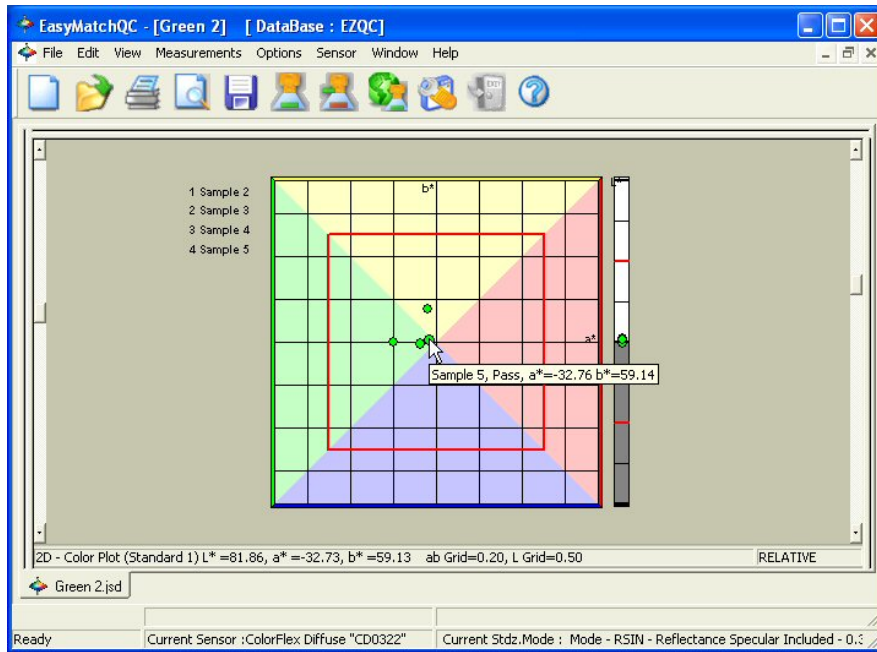 EasyMatchQC - [Green 2] [ DataBase : EZQC]
File Edit View Measurements Options Sensor Window Help
1 Sample 2
2 Sample 3
3 Sample 4
4 Sample 5
b*
L*
a*
Sample 5, Pass, a*=-32.76 b*=59.14
2D - Color Plot (Standard 1) L* =81.86, a* =-32.73, b* =59.13 ab Grid=0.20, L Grid=0.50 RELATIVE
Green 2.jsd
Ready Current Sensor :ColorFlex Diffuse "CD0322" Current Stdz.Mode : Mode - RSIN - Reflectance Specular Included - 0.3